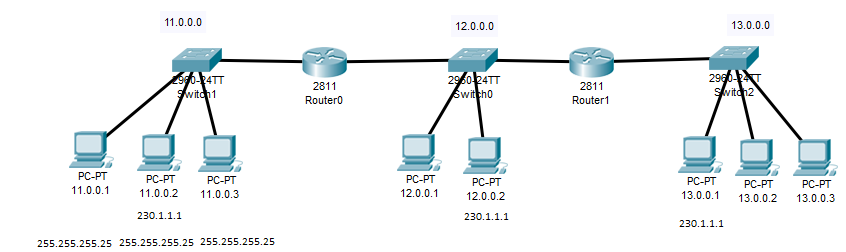 11.0.0.0
12.0.0.0
13.0.0.0
2960-24TT
Switch1
2811
Router0
2960-24TT
Switch0
2811
Router1
2960-24TT
Switch2
PC-PT
11.0.0.1
PC-PT
11.0.0.2
PC-PT
11.0.0.3
PC-PT
12.0.0.1
PC-PT
12.0.0.2
PC-PT
13.0.0.1
PC-PT
13.0.0.2
PC-PT
13.0.0.3
230.1.1.1
230.1.1.1
230.1.1.1
255.255.255.25 255.255.255.25 255.255.255.25